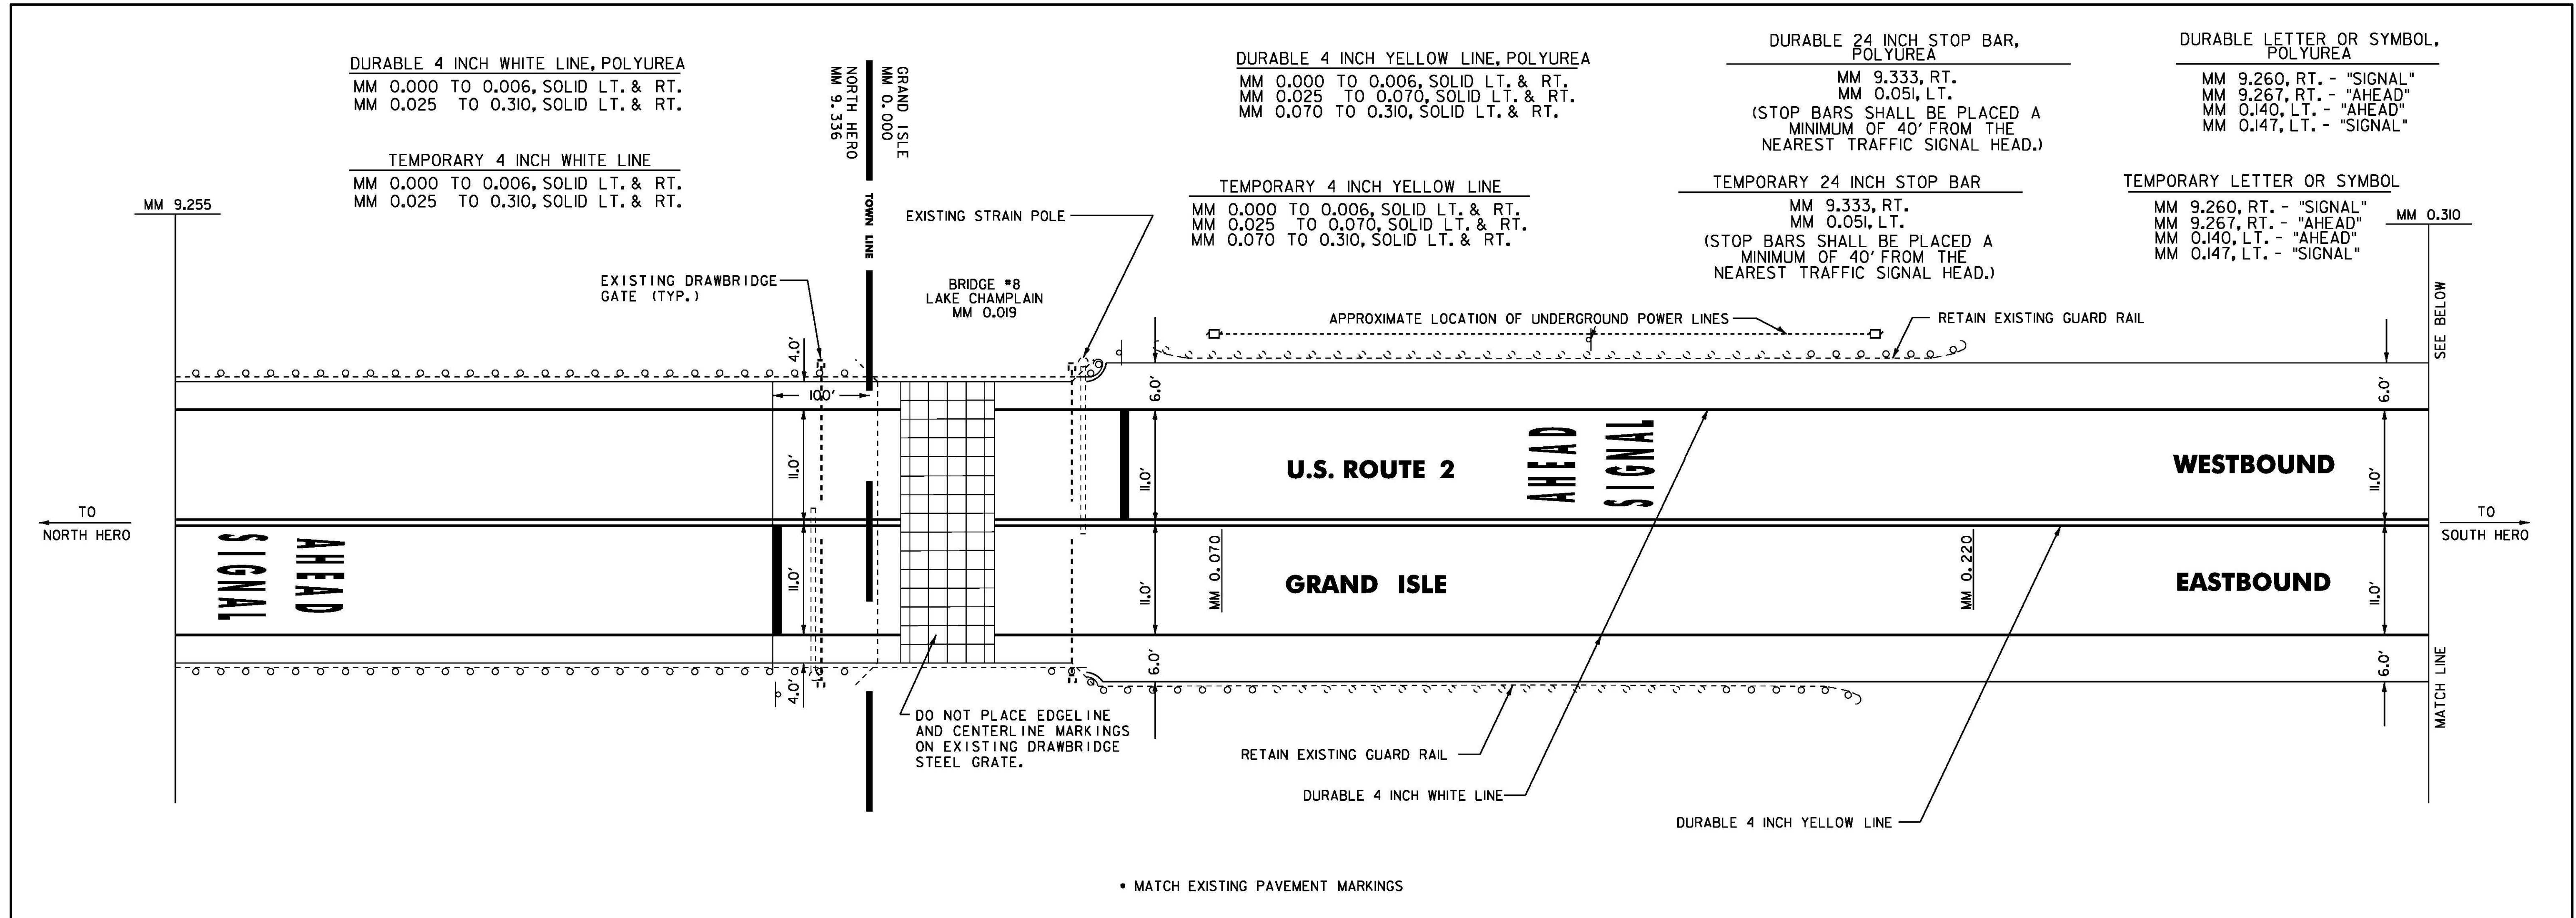 DURABLE 4 INCH WHITE LINE, POLYUREA
MM 0.000 TO 0.006, SOLID LT. & RT.
MM 0.025 TO 0.310, SOLID LT. & RT.
TEMPORARY 4 INCH WHITE LINE
MM 0.000 TO 0.006, SOLID LT. & RT.
MM 0.025 TO 0.310, SOLID LT. & RT.
GRAND ISLE
MM 0.000
NORTH HERO
MM 9.336
TOWN LINE
DURABLE 4 INCH YELLOW LINE, POLYUREA
MM 0.000 TO 0.006, SOLID LT. & RT.
MM 0.025 TO 0.070, SOLID LT. & RT.
MM 0.070 TO 0.310, SOLID LT. & RT.
TEMPORARY 4 INCH YELLOW LINE
MM 0.000 TO 0.006, SOLID LT. & RT.
MM 0.025 TO 0.070, SOLID LT. & RT.
MM 0.070 TO 0.310, SOLID LT. & RT.
DURABLE 24 INCH STOP BAR,
POLYUREA
MM 9.333, RT.
MM 0.051, LT.
(STOP BARS SHALL BE PLACED A
MINIMUM OF 40' FROM THE
NEAREST TRAFFIC SIGNAL HEAD.)
TEMPORARY 24 INCH STOP BAR
MM 9.333, RT.
MM 0.051, LT.
(STOP BARS SHALL BE PLACED A
MINIMUM OF 40' FROM THE
NEAREST TRAFFIC SIGNAL HEAD.)
DURABLE LETTER OR SYMBOL,
POLYUREA
MM 9.260, RT. - "SIGNAL"
MM 9.267, RT. - "AHEAD"
MM 0.140, LT. - "AHEAD"
MM 0.147, LT. - "SIGNAL"
TEMPORARY LETTER OR SYMBOL
MM 9.260, RT. - "SIGNAL"
MM 9.267, RT. - "AHEAD"
MM 0.140, LT. - "AHEAD"
MM 0.147, LT. - "SIGNAL"
MM 9.255
MM 0.310
EXISTING STRAIN POLE
EXISTING DRAWBRIDGE
GATE (TYP.)
BRIDGE #8
LAKE CHAMPLAIN
MM 0.019
APPROXIMATE LOCATION OF UNDERGROUND POWER LINES
RETAIN EXISTING GUARD RAIL
SEE BELOW
4.0'
100'
6.0'
6.0'
11.0'
11.0'
U.S. ROUTE 2
AHEAD
SIGNAL
WESTBOUND
11.0'
TO
NORTH HERO
TO
SOUTH HERO
SIGNAL
AHEAD
11.0'
11.0'
MM 0.070
GRAND ISLE
MM 0.220
EASTBOUND
11.0'
4.0'
6.0'
6.0'
MATCH LINE
DO NOT PLACE EDGELINE
AND CENTERLINE MARKINGS
ON EXISTING DRAWBRIDGE
STEEL GRATE.
RETAIN EXISTING GUARD RAIL
DURABLE 4 INCH WHITE LINE
DURABLE 4 INCH YELLOW LINE
• MATCH EXISTING PAVEMENT MARKINGS